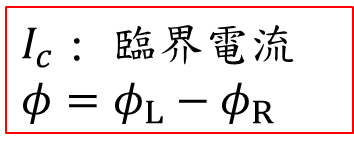 I_c : 臨界電流
ϕ = ϕ_L − ϕ_R